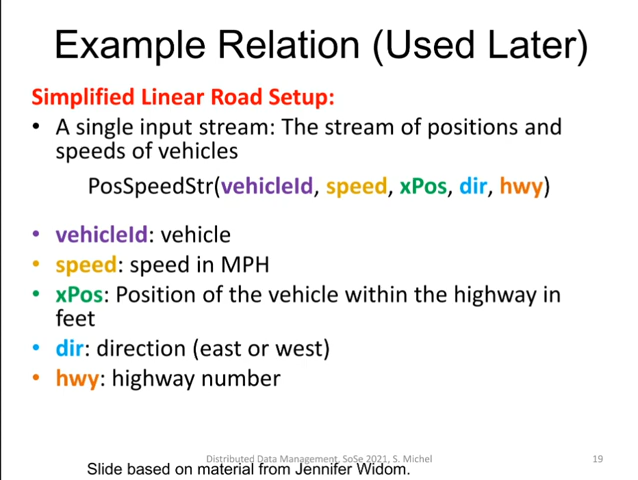 Example Relation (Used Later)
Simplified Linear Road Setup:
• A single input stream: The stream of positions and
speeds of vehicles
PosSpeedStr(vehicleId, speed, xPos, dir, hwy)
• vehicleId: vehicle
• speed: speed in MPH
• xPos: Position of the vehicle within the highway in
feet
• dir: direction (east or west)
• hwy: highway number
Distributed Data Management, SoSe 2021, S. Michel
19
Slide based on material from Jennifer Widom.